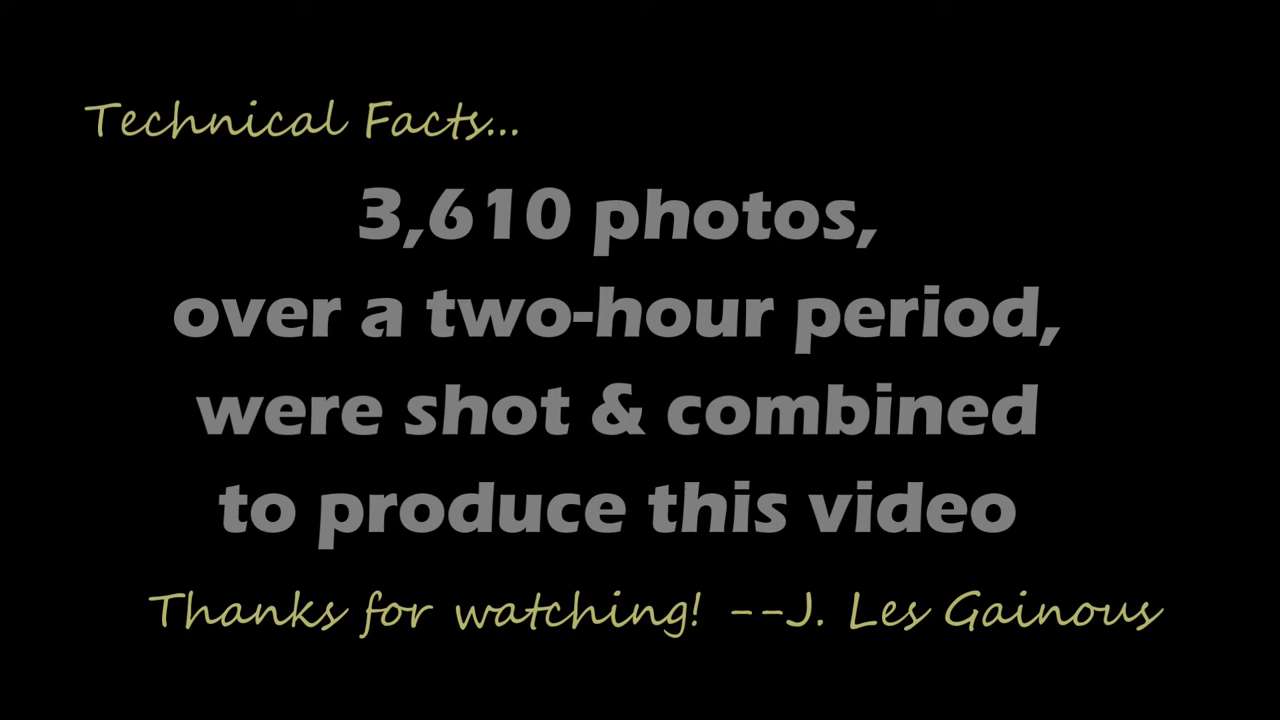 Technical Facts...
3,610 photos,
over a two-hour period,
were shot & combined
to produce this video
Thanks for watching! --J. Les Gainous